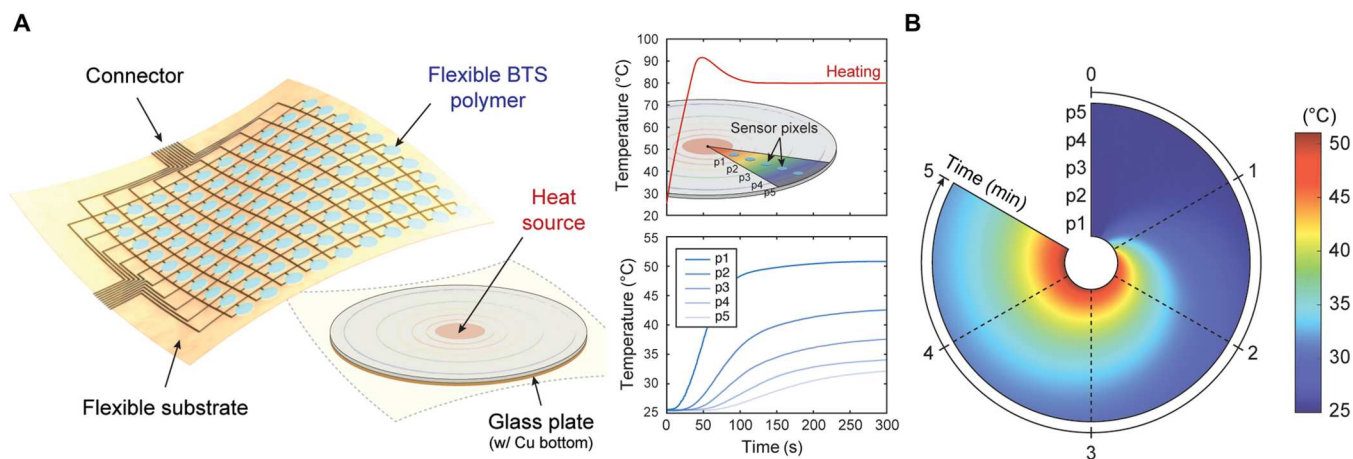 A
Connector
Flexible BTS
polymer
Heat
source
Flexible substrate
Glass plate
(w/ Cu bottom)
Temperature (°C)
100
90
80
70
60
50
40
30
20
Heating
Sensor pixels
p1
p2
p3
p4
p5
Temperature (°C)
55
50
45
40
35
30
25
p1
p2
p3
p4
p5
0 50 100 150 200 250 300
Time (s)
B
0
1
2
3
4
5
Time (min)
p5
p4
p3
p2
p1
(°C)
50
45
40
35
30
25